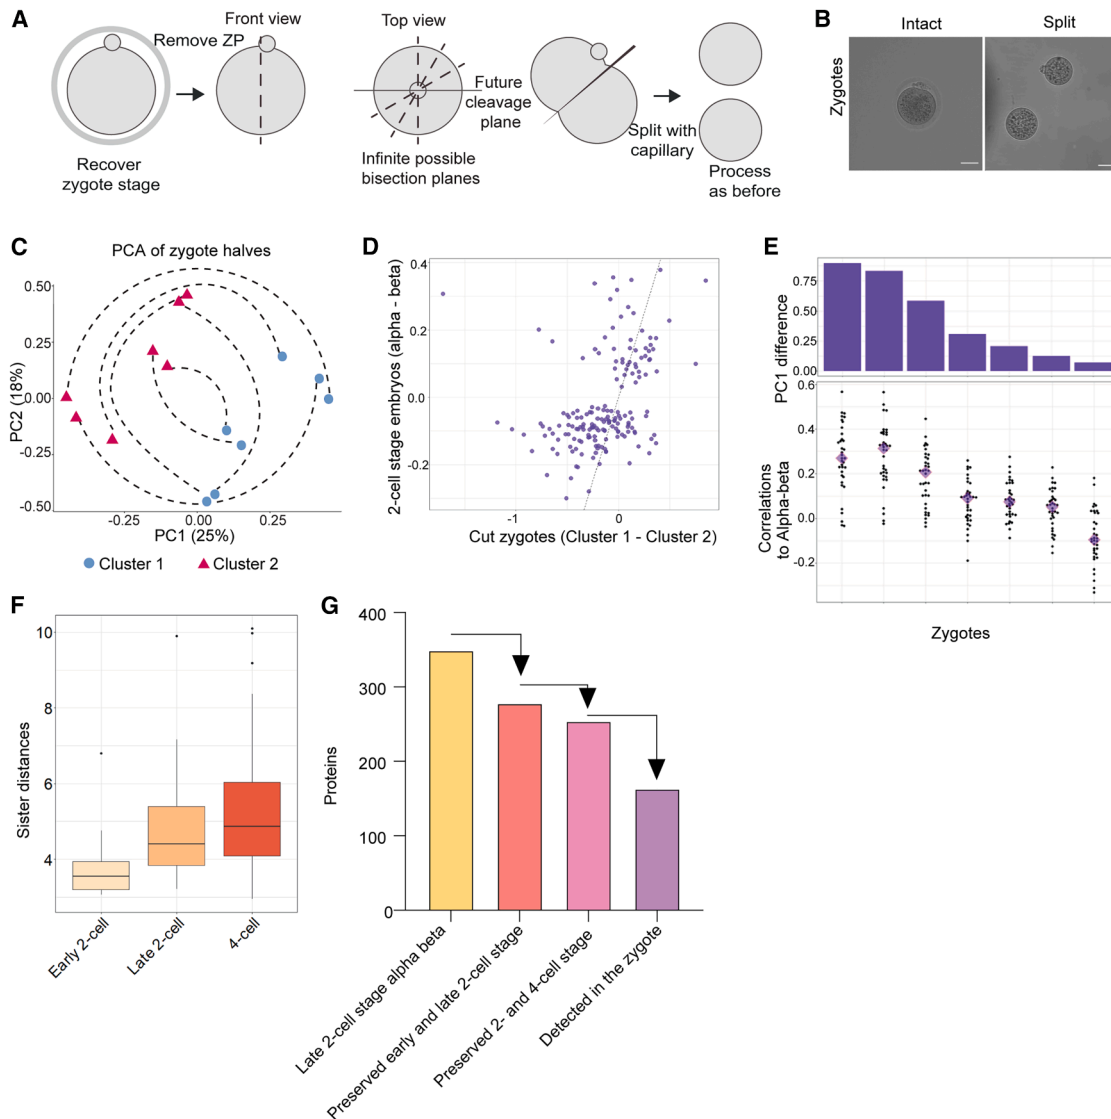 A
Front view
Remove ZP
Recover
zygote stage
Top view
Future
cleavage
plane
Infinite possible
bisection planes
Split with
capillary
Process
as before
B
Intact
Split
Zygotes
C
PCA of zygote halves
0.50
0.25
0.00
-0.25
-0.50
PC2 (18%)
-0.25
0.00
0.25
PC1 (25%)
Cluster 1
Cluster 2
D
2-cell stage embryos (alpha - beta)
0.4
0.2
0.0
-0.2
-1
0
Cut zygotes (Cluster 1 - Cluster 2)
E
PC1 difference
0.75
0.50
0.25
0.00
Correlations
to Alpha-beta
0.6
0.4
0.2
0.0
-0.2
Zygotes
F
Sister distances
10
8
6
4
Early 2-cell
Late 2-cell
4-cell
G
Proteins
400
300
200
100
0
Late 2-cell stage alpha beta
Preserved early and late 2-cell stage
Preserved 2- and 4-cell stage
Detected in the zygote